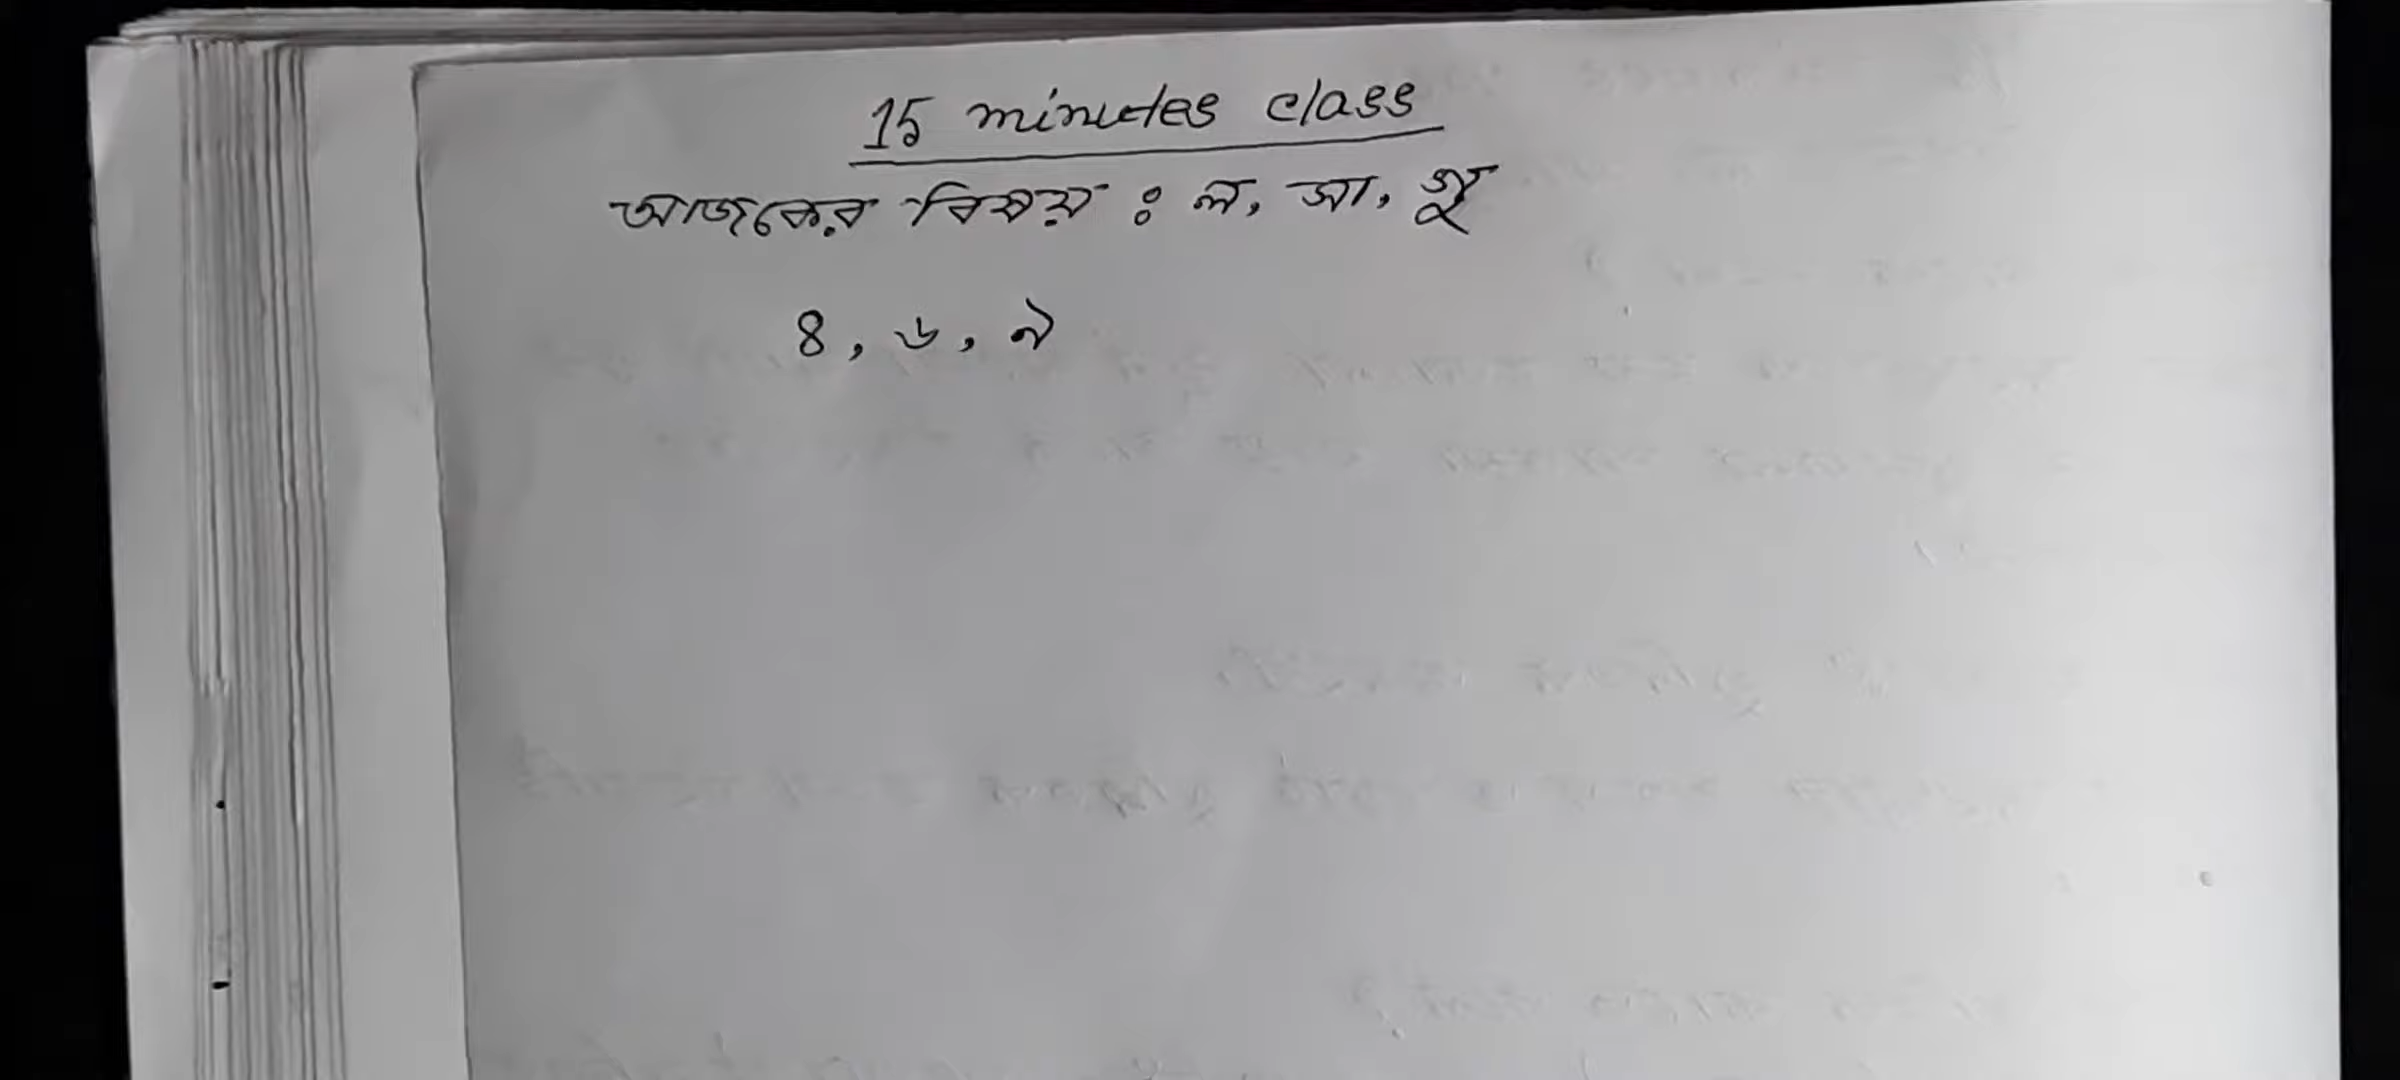 15 minutes class
আজকের বিষয় : ল, সা, গু
৪, ৬, ৯